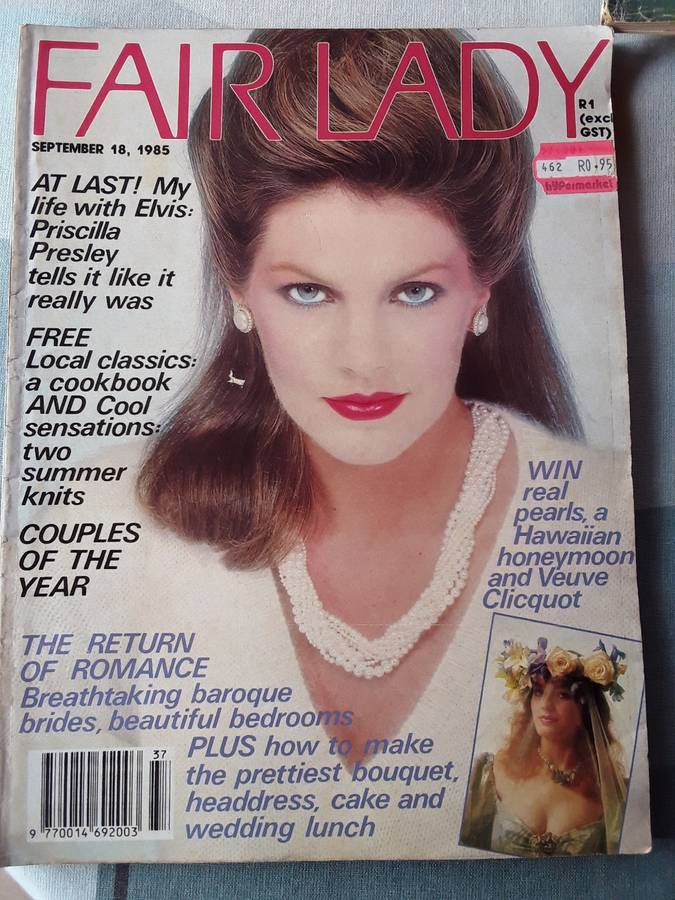 FAIR LADY
R1
(excl
GST)
SEPTEMBER 18, 1985
462 R0.95
hyPermarket
AT LAST! My
life with Elvis:
Priscilla
Presley
tells it like it
really was
FREE
Local classics:
a cookbook
AND Cool
sensations:
two
summer
knits
COUPLES
OF THE
YEAR
WIN
real
pearls, a
Hawaiian
honeymoon
and Veuve
Clicquot
THE RETURN
OF ROMANCE
Breathtaking baroque
brides, beautiful bedrooms
PLUS how to make
the prettiest bouquet,
headdress, cake and
wedding lunch
37
9 770014 692003